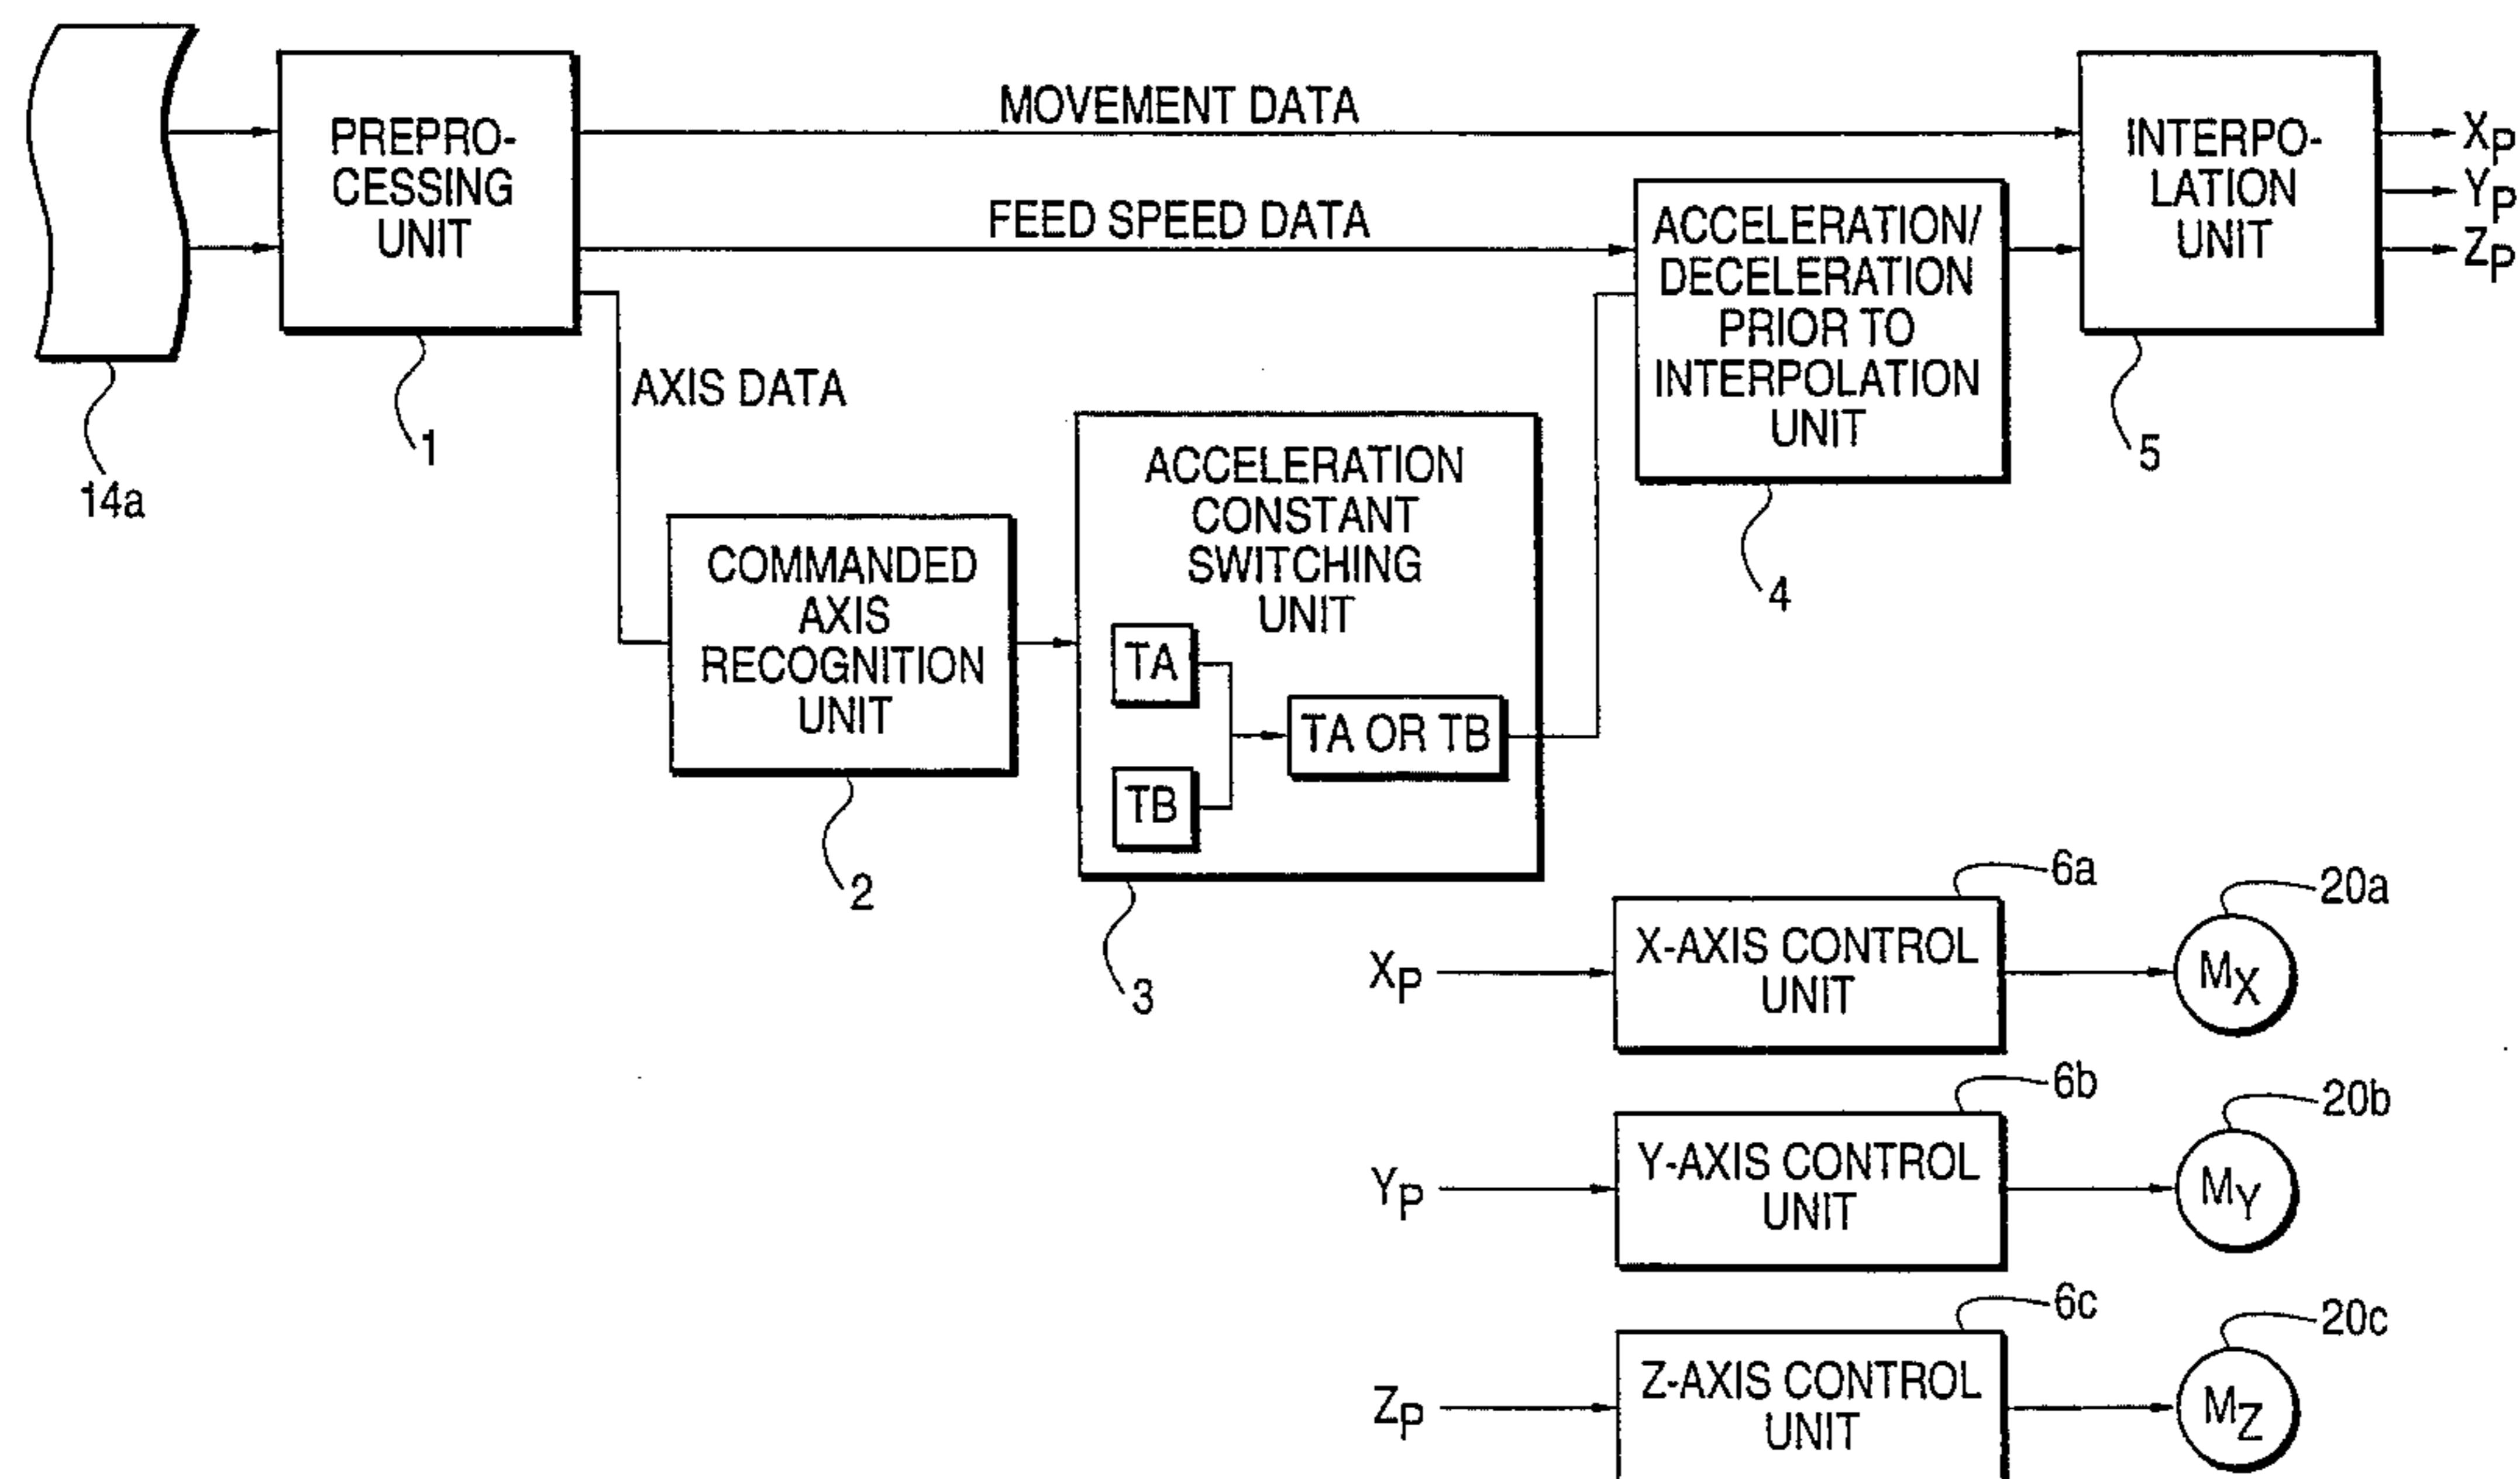 PREPRO-
CESSING
UNIT
MOVEMENT DATA
FEED SPEED DATA
AXIS DATA
INTERPO-
LATION
UNIT
XP
YP
ZP
ACCELERATION/
DECELERATION
PRIOR TO
INTERPOLATION
UNIT
14a
1
5
4
COMMANDED
AXIS
RECOGNITION
UNIT
2
ACCELERATION
CONSTANT
SWITCHING
UNIT
TA
TB
TA OR TB
3
XP
X-AXIS CONTROL
UNIT
6a
MX
20a
YP
Y-AXIS CONTROL
UNIT
6b
MY
20b
ZP
Z-AXIS CONTROL
UNIT
6c
MZ
20c